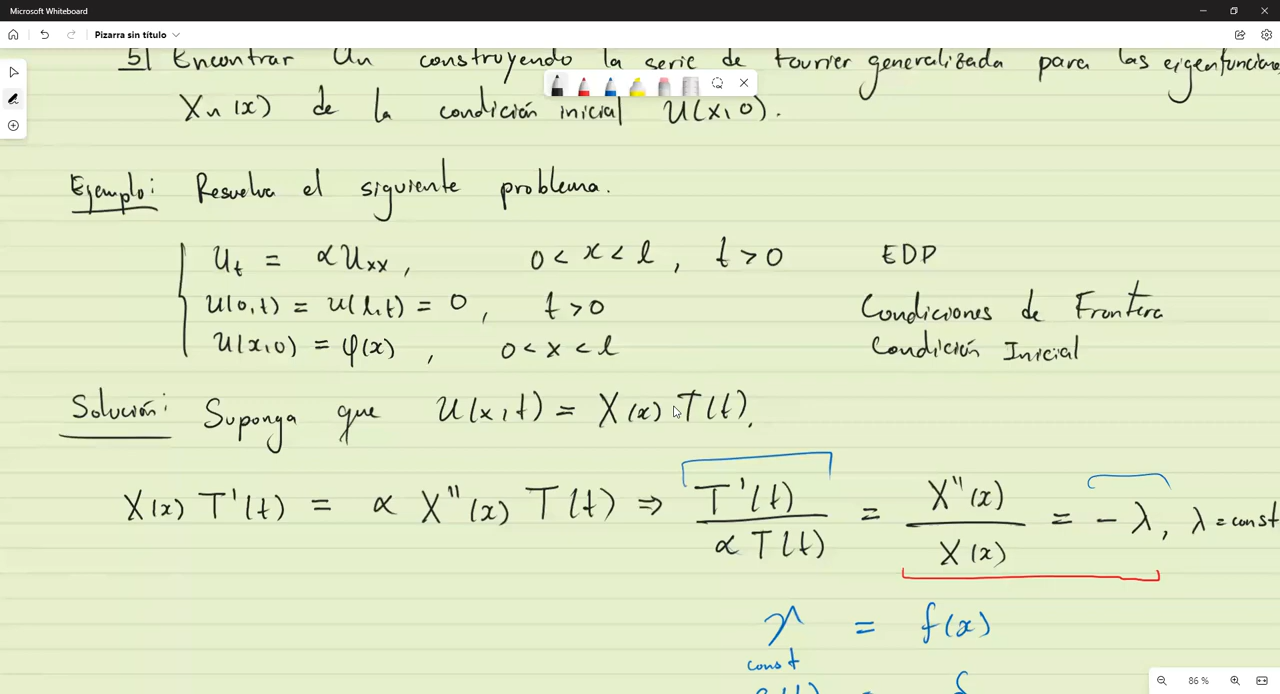 Microsoft Whiteboard
Pizarra sin título
5) Encontrar Un construyendo la serie de fourier generalizada para las eigenfuncione
Xn(x) de la condición inicial U(x,0).
Ejemplo: Resuelva el siguiente problema.
Ut = αUxx, 0 < x < l, t > 0 EDP
U(0,t) = U(l,t) = 0, t > 0 Condiciones de Frontera
U(x,0) = φ(x), 0 < x < l Condición Inicial
Solución: Suponga que U(x,t) = X(x) T(t).
X(x) T'(t) = α X''(x) T(t) ⇒ T'(t) / α T(t) = X''(x) / X(x) = -λ, λ = const
λ = f(x)
const
86 %